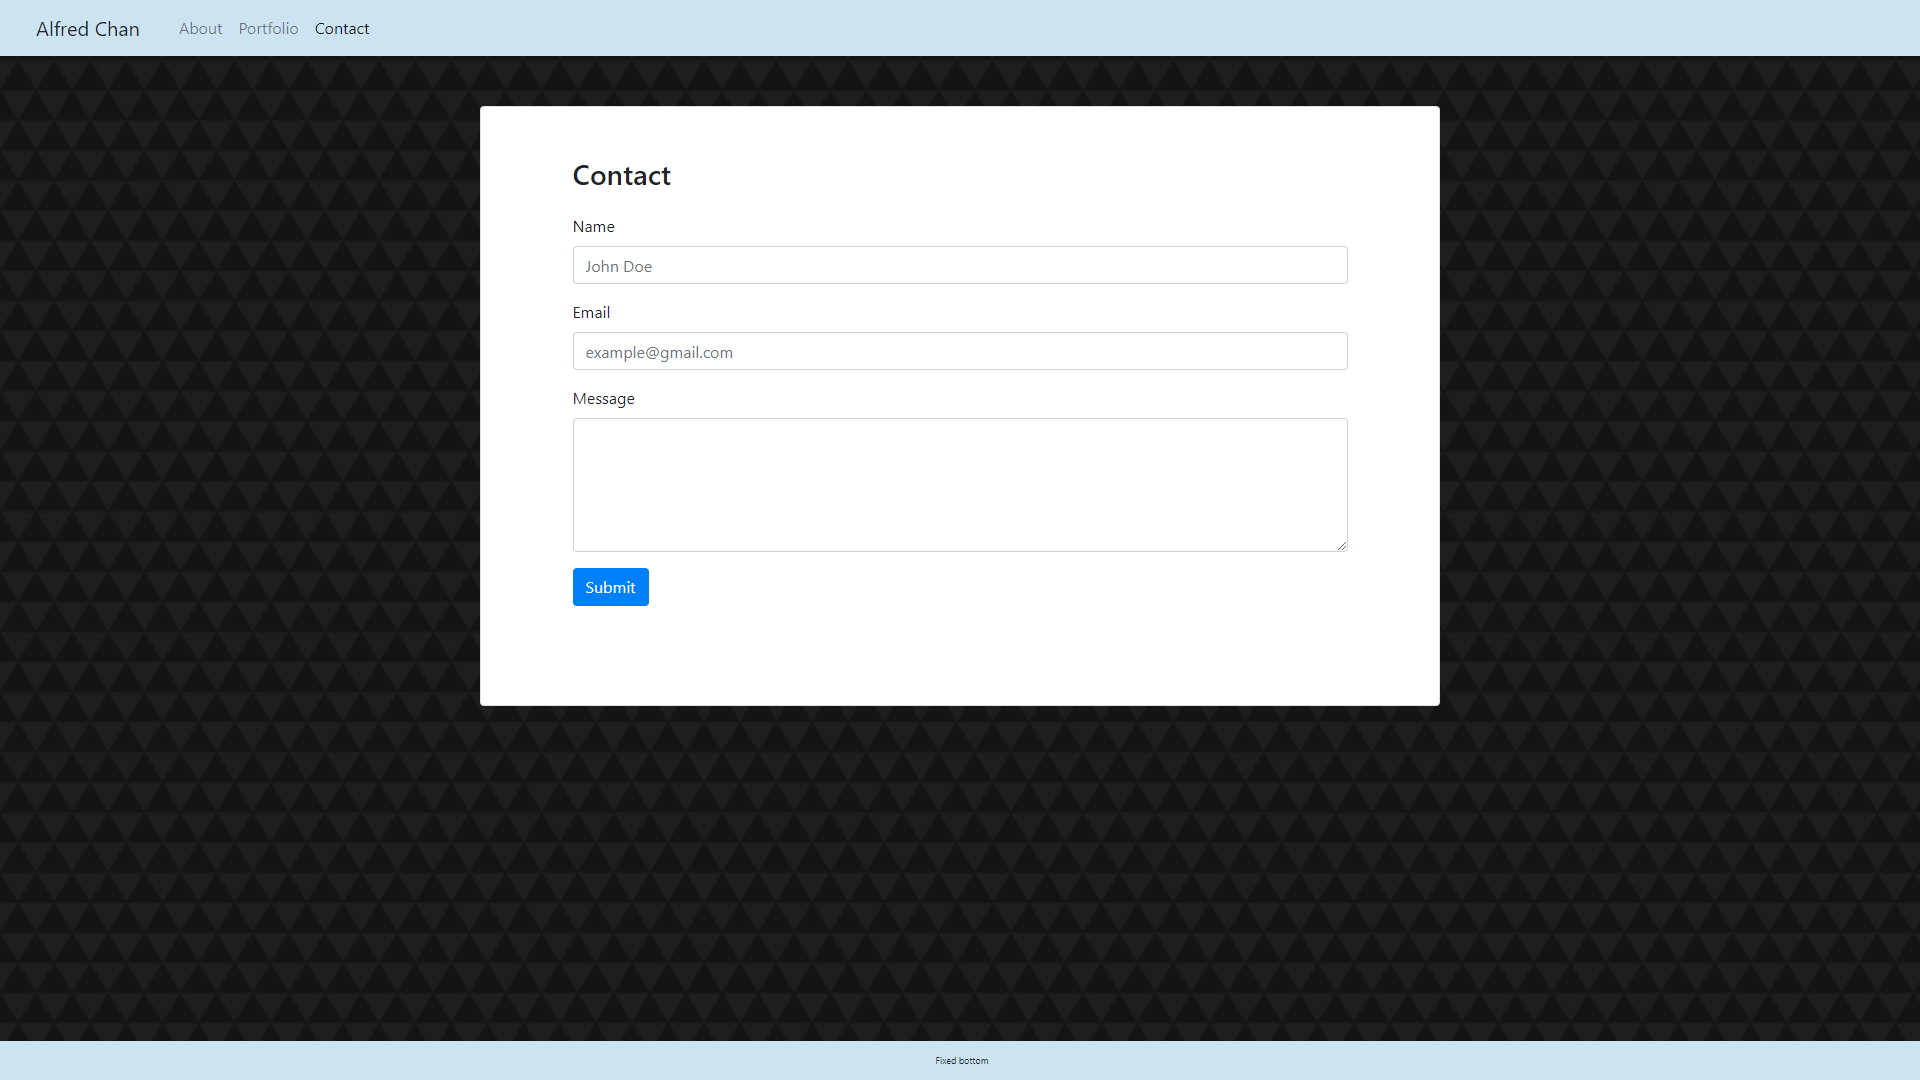 Alfred Chan About Portfolio Contact
Contact
Name
John Doe
Email
example@gmail.com
Message
Submit
Fixed bottom